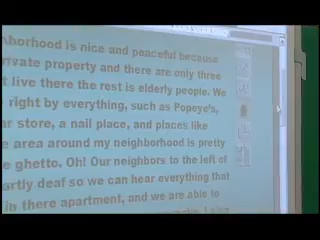 borhood is nice and peaceful because
rivate property and there are only three
t live there the rest is elderly people. We
right by everything, such as Popeye's,
ar store, a nail place, and places like
e area around my neighborhood is pretty
e ghetto. Oh! Our neighbors to the left of
artly deaf so we can hear everything that
in there apartment, and we are able to